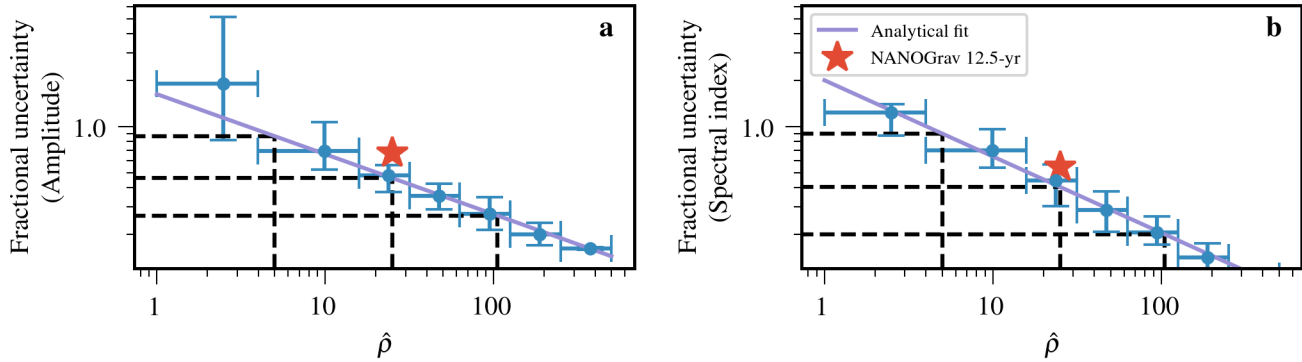 Fractional uncertainty
(Amplitude)
1.0
a
1
10
100
ρ̂
Fractional uncertainty
(Spectral index)
1.0
Analytical fit
NANOGrav 12.5-yr
b
1
10
100
ρ̂